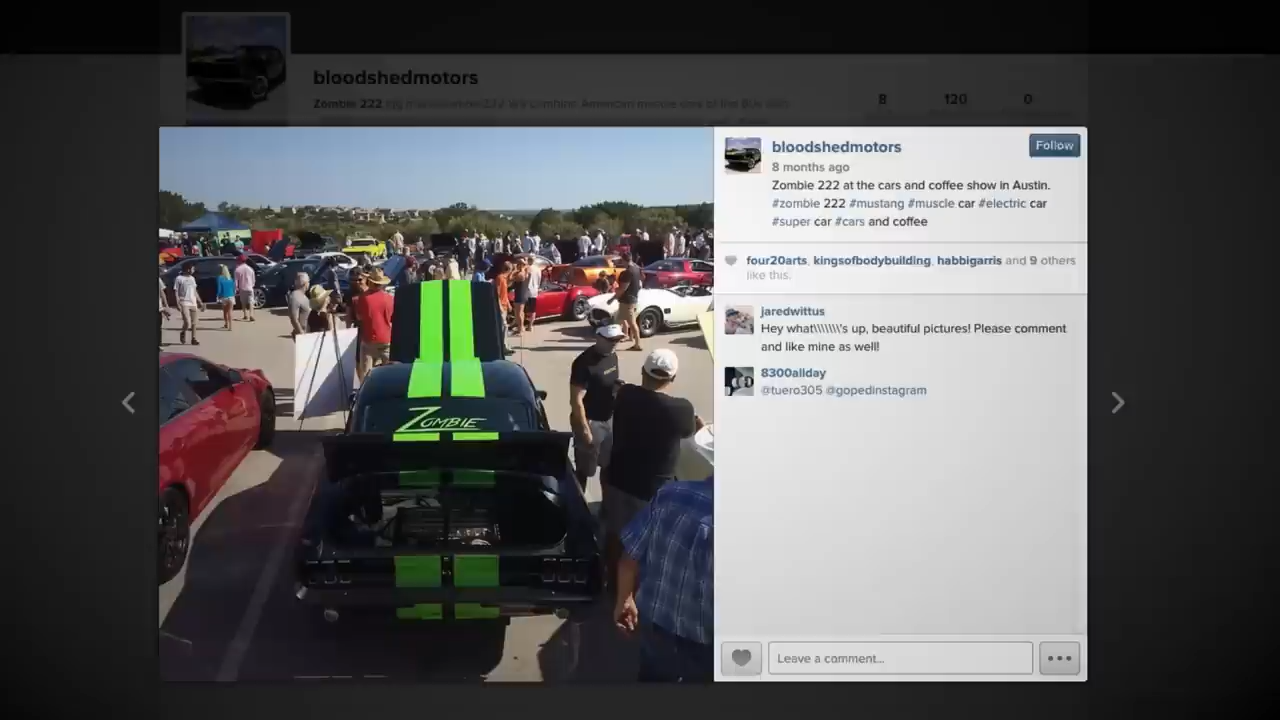 bloodshedmotors
Zombie 222
8 120 0
bloodshedmotors
Follow
8 months ago
Zombie 222 at the cars and coffee show in Austin.
#zombie 222 #mustang #muscle car #electric car
#super car #cars and coffee
four20arts, kingsofbodybuilding, habbigarris and 9 others
like this.
jaredwittus
Hey what\\\\\\\'s up, beautiful pictures! Please comment
and like mine as well!
8300allday
@tuero305 @gopedinstagram
Leave a comment...
ZOMBIE